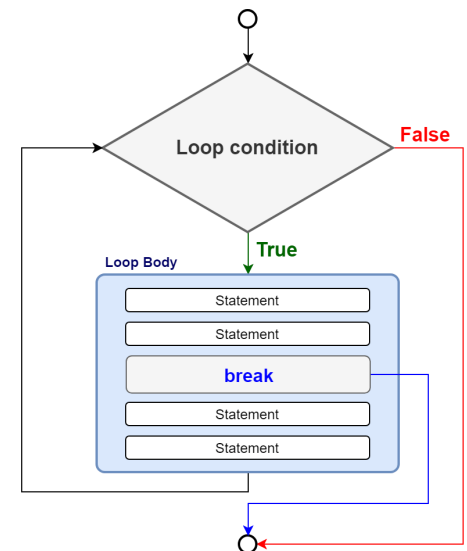 Loop condition
False
True
Loop Body
Statement
Statement
break
Statement
Statement